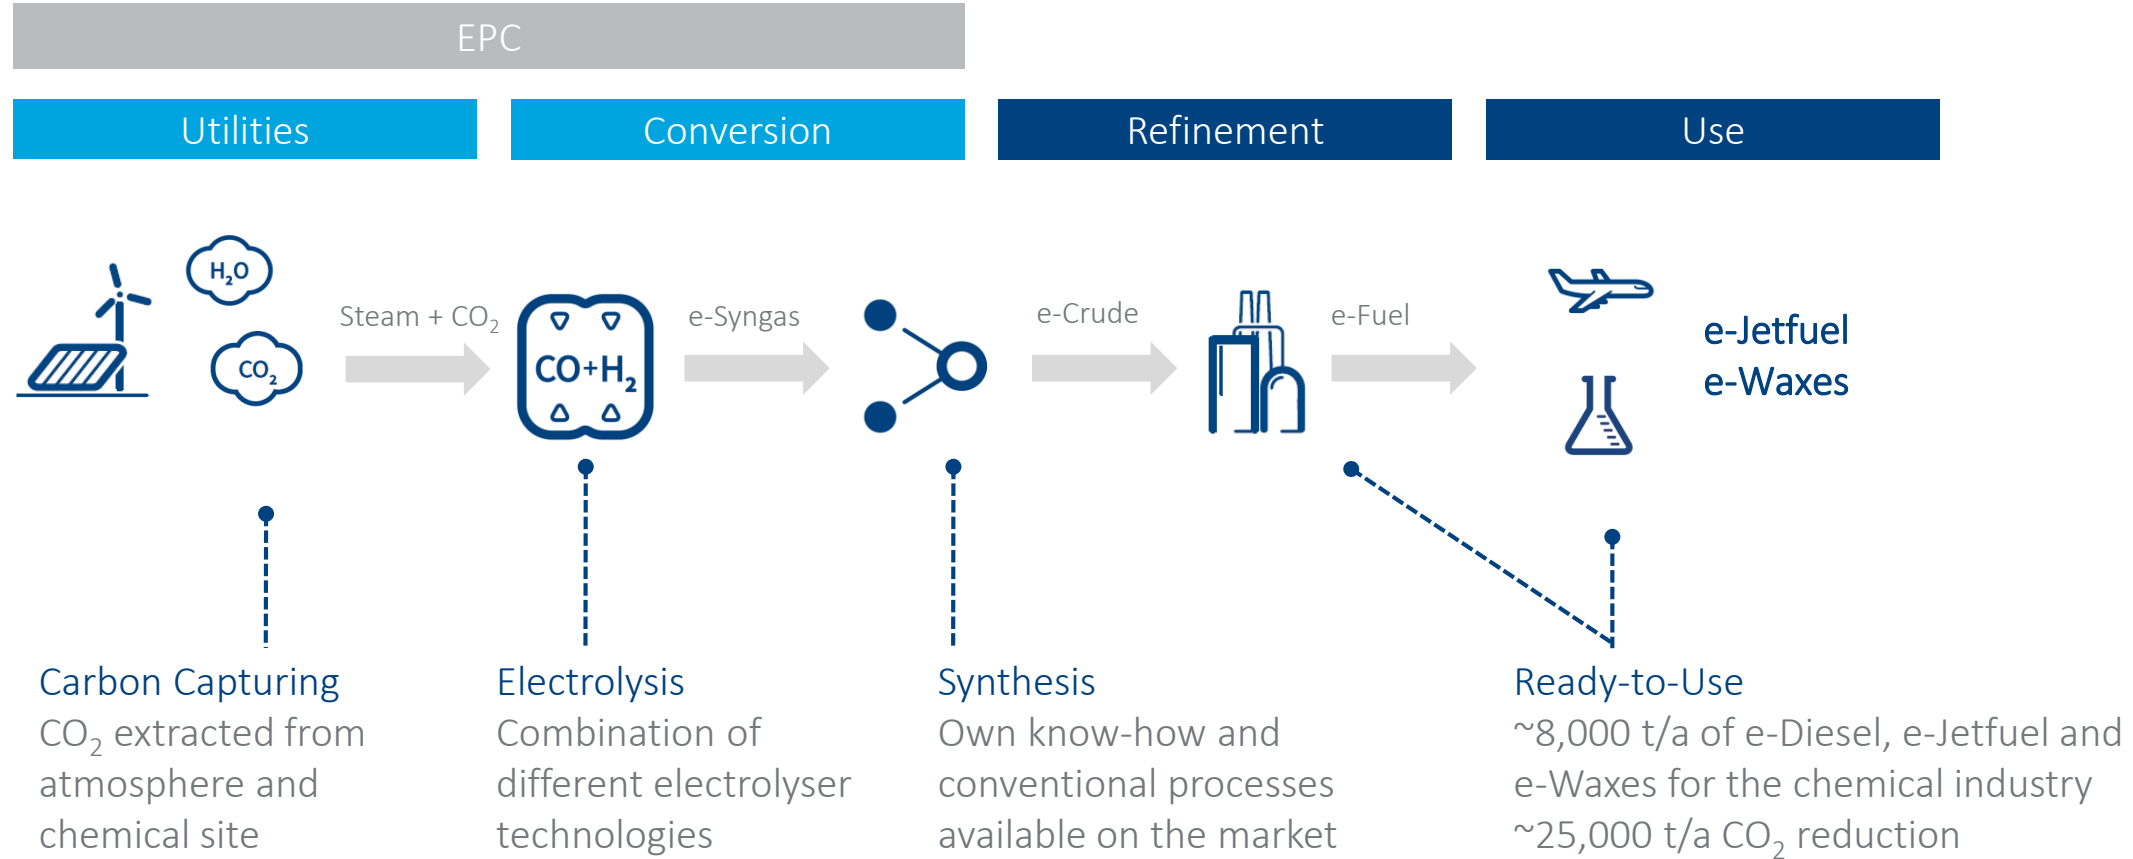 EPC
Utilities
Conversion
Refinement
Use
H₂O
CO₂
Steam + CO₂
CO+H₂
e-Syngas
e-Crude
e-Fuel
e-Jetfuel
e-Waxes
Carbon Capturing
CO₂ extracted from
atmosphere and
chemical site
Electrolysis
Combination of
different electrolyser
technologies
Synthesis
Own know-how and
conventional processes
available on the market
Ready-to-Use
~8,000 t/a of e-Diesel, e-Jetfuel and
e-Waxes for the chemical industry
~25,000 t/a CO₂ reduction